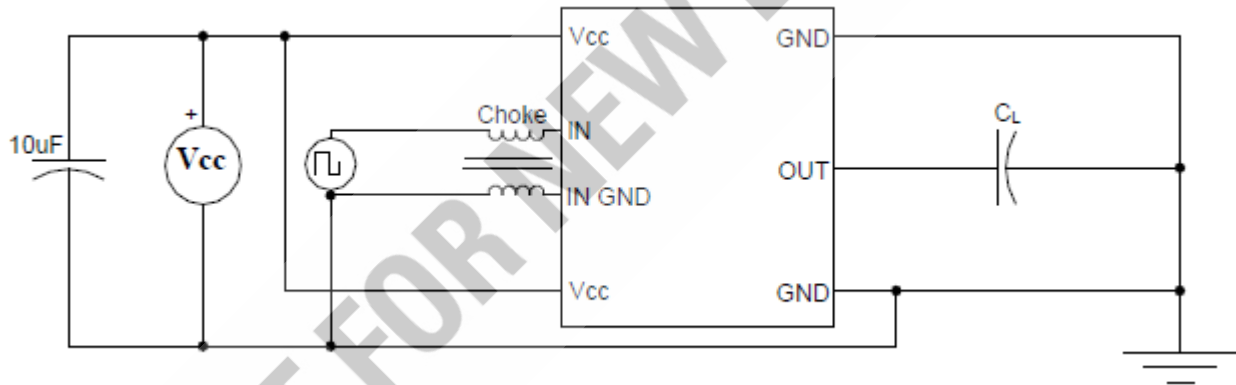 Vcc
GND
Choke
CL
+
10uF
IN
Vcc
OUT
IN GND
Vcc
GND
FOR NEW